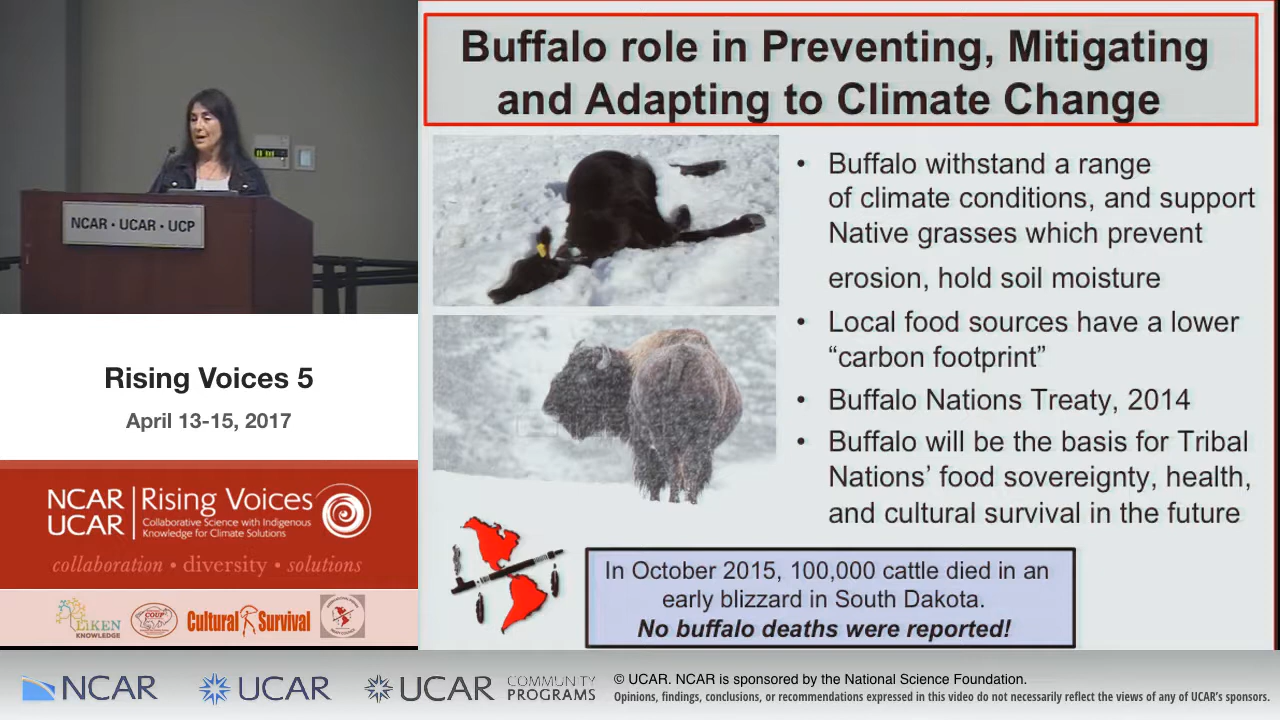 Buffalo role in Preventing, Mitigating
and Adapting to Climate Change
NCAR • UCAR • UCP
• Buffalo withstand a range
of climate conditions, and support
Native grasses which prevent
erosion, hold soil moisture
• Local food sources have a lower
“carbon footprint”
• Buffalo Nations Treaty, 2014
• Buffalo will be the basis for Tribal
Nations’ food sovereignty, health,
and cultural survival in the future
In October 2015, 100,000 cattle died in an
early blizzard in South Dakota.
No buffalo deaths were reported!
Rising Voices 5
April 13-15, 2017
NCAR
UCAR
Rising Voices
Collaborative Science with Indigenous
Knowledge for Climate Solutions
collaboration • diversity • solutions
LIKEN
KNOWLEDGE
COUP
Cultural Survival
NCAR
UCAR
UCAR
COMMUNITY
PROGRAMS
© UCAR. NCAR is sponsored by the National Science Foundation.
Opinions, findings, conclusions, or recommendations expressed in this video do not necessarily reflect the views of any of UCAR's sponsors.